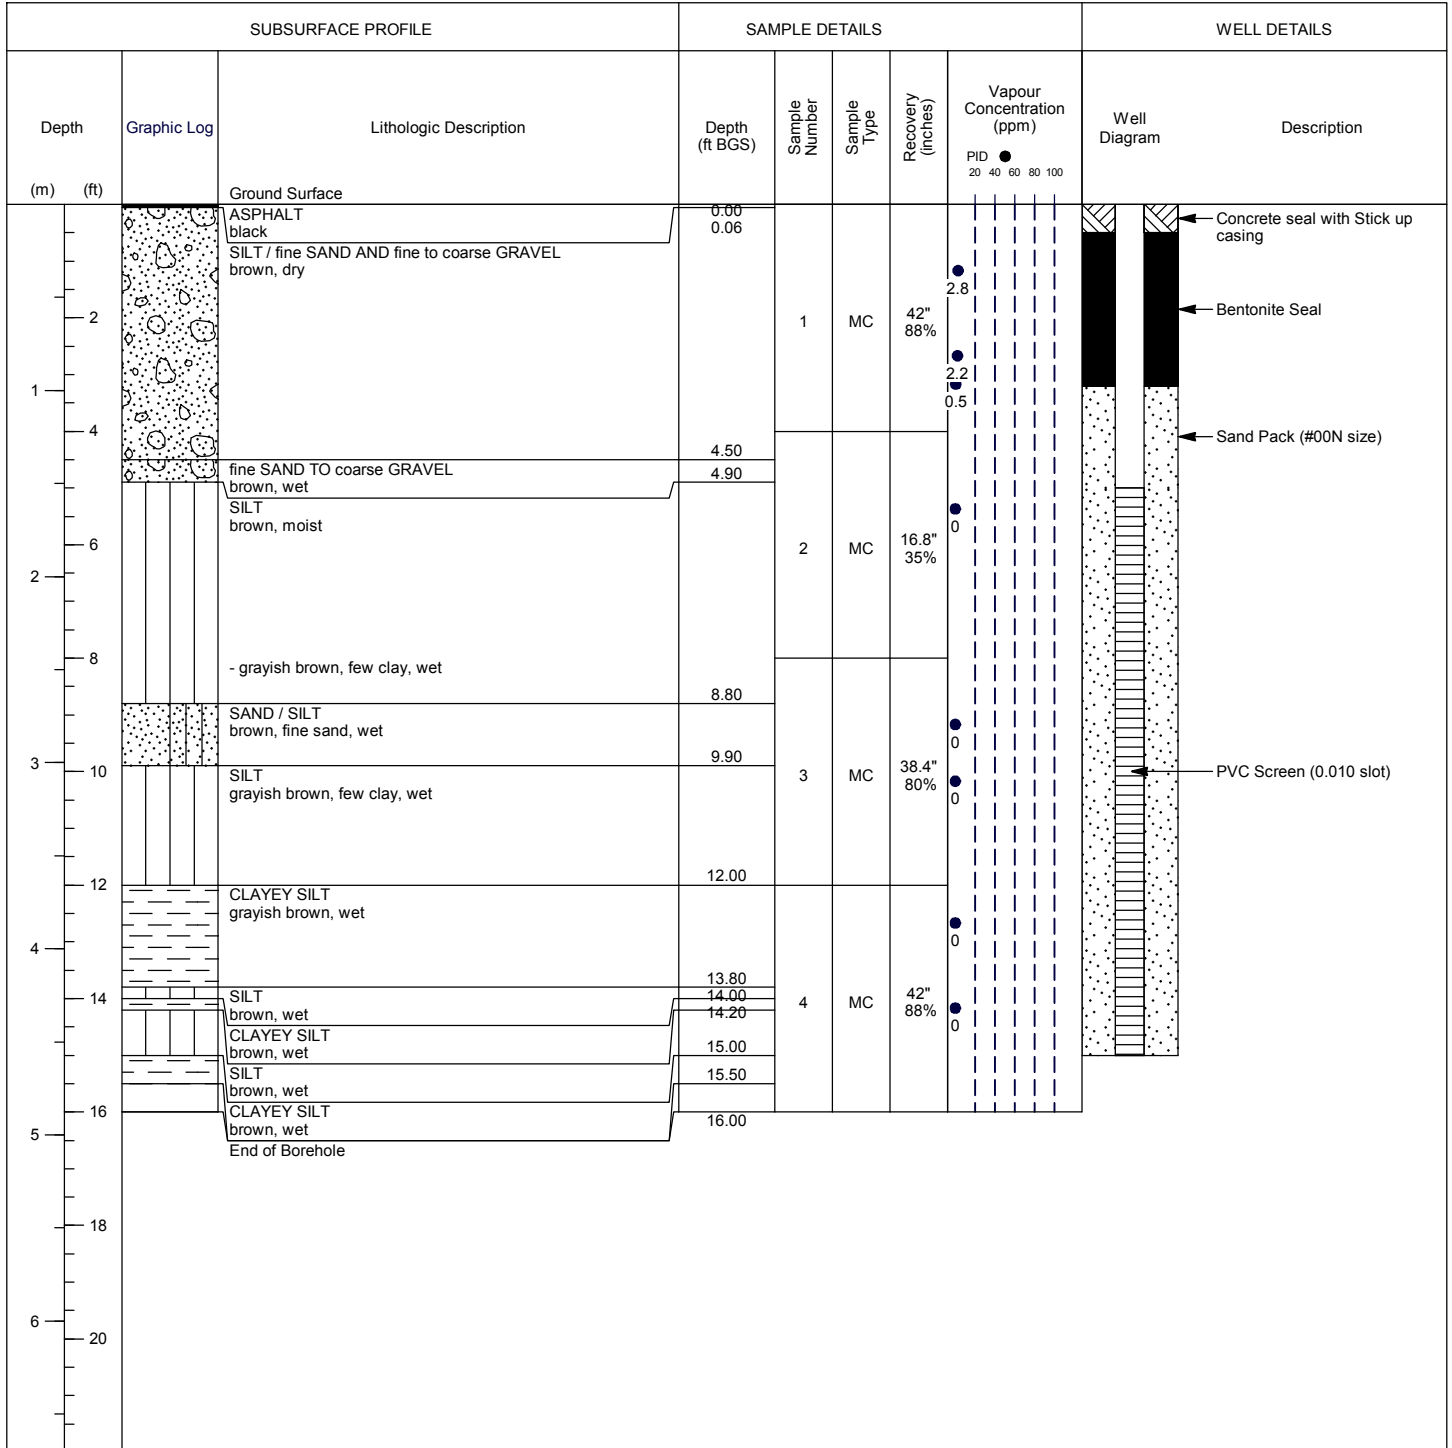 SUBSURFACE PROFILE
SAMPLE DETAILS
WELL DETAILS
Depth
(m)
(ft)
Graphic Log
Lithologic Description
Depth
(ft BGS)
Sample
Number
Sample
Type
Recovery
(inches)
Vapour
Concentration
(ppm)
PID
20 40 60 80 100
Well
Diagram
Description
Ground Surface
ASPHALT
black
SILT / fine SAND AND fine to coarse GRAVEL
brown, dry
fine SAND TO coarse GRAVEL
brown, wet
SILT
brown, moist
- grayish brown, few clay, wet
SAND / SILT
brown, fine sand, wet
SILT
grayish brown, few clay, wet
CLAYEY SILT
grayish brown, wet
SILT
brown, wet
CLAYEY SILT
brown, wet
SILT
brown, wet
CLAYEY SILT
brown, wet
End of Borehole
1
2
3
4
5
6
2
4
6
8
10
12
14
16
18
20
0.00
0.06
4.50
4.90
8.80
9.90
12.00
13.80
14.00
14.20
15.00
15.50
16.00
1
MC
42"
88%
2
MC
16.8"
35%
3
MC
38.4"
80%
4
MC
42"
88%
2.8
2.2
0.5
0
0
0
0
0
Concrete seal with Stick up
casing
Bentonite Seal
Sand Pack (#00N size)
PVC Screen (0.010 slot)